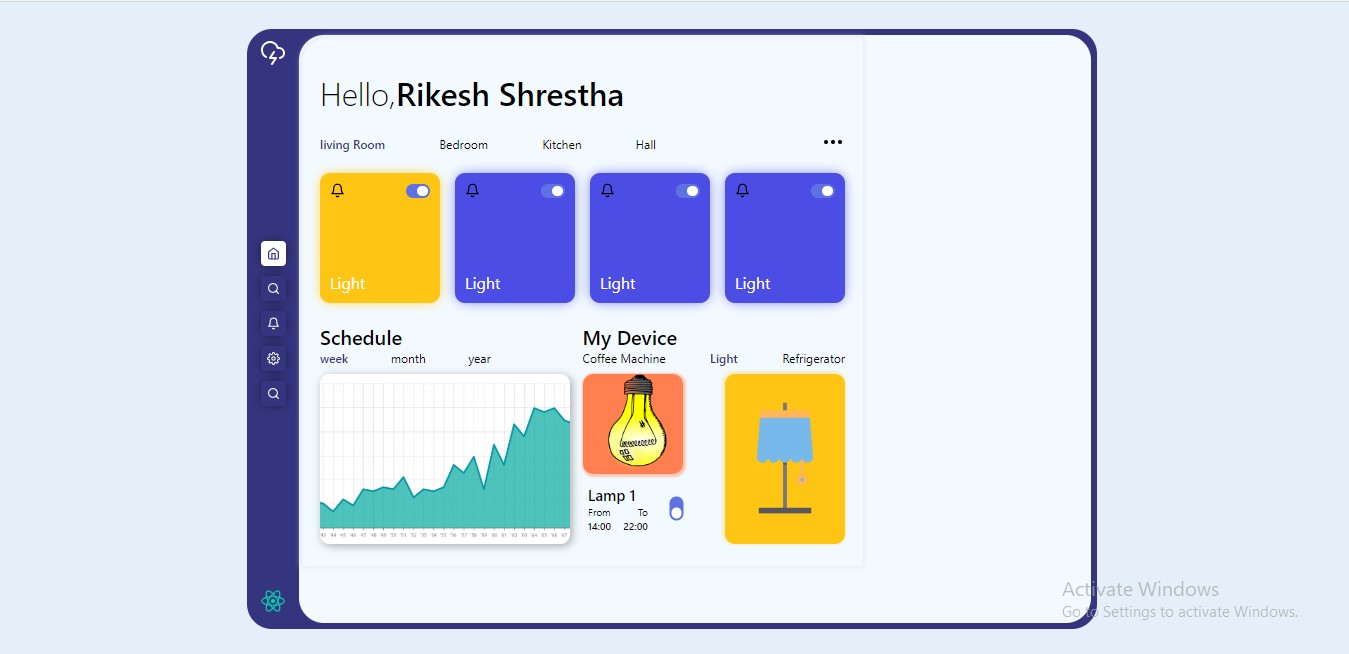 Hello,Rikesh Shrestha
living Room Bedroom Kitchen Hall
Light Light Light Light
Schedule
week month year
My Device
Coffee Machine Light Refrigerator
Lamp 1
From To
14:00 22:00
Activate Windows
Go to Settings to activate Windows.